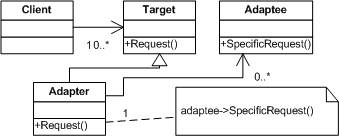 Client
Target
Adaptee
+Request()
+SpecificRequest()
10..*
0..*
Adapter
1
+Request()
adaptee->SpecificRequest()